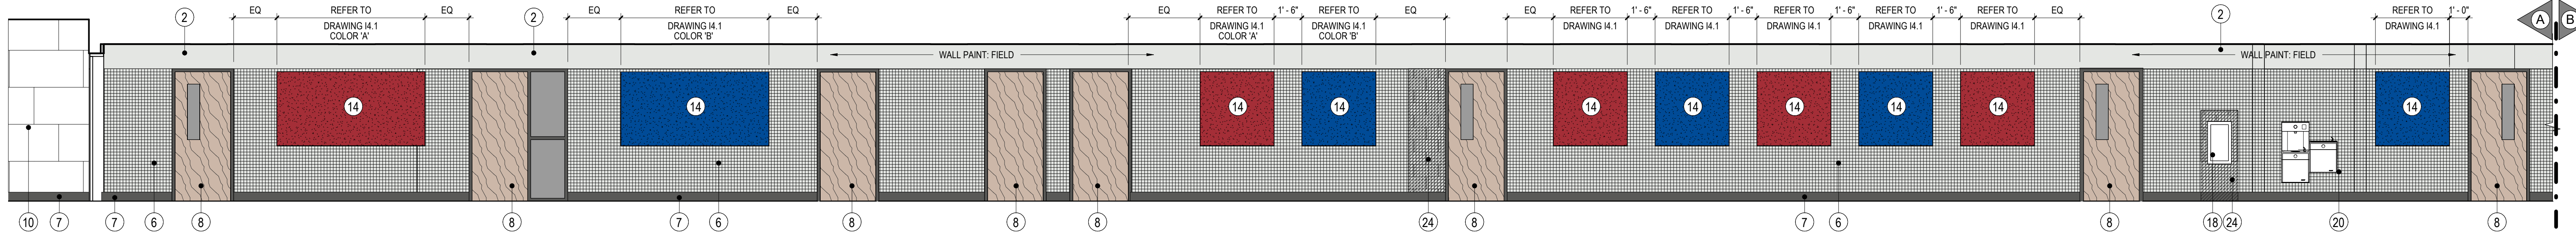 EQ REFER TO EQ EQ REFER TO EQ EQ REFER TO 1' - 6" REFER TO EQ EQ REFER TO 1' - 6" REFER TO 1' - 6" REFER TO 1' - 6" REFER TO 1' - 6" REFER TO EQ REFER TO 1' - 0"
2 2 2 A B
DRAWING I4.1 DRAWING I4.1 DRAWING I4.1 DRAWING I4.1 DRAWING I4.1 DRAWING I4.1 DRAWING I4.1 DRAWING I4.1 DRAWING I4.1 DRAWING I4.1
COLOR 'A' COLOR 'B' COLOR 'A' COLOR 'B'
WALL PAINT: FIELD WALL PAINT: FIELD
14 14 14 14 14 14 14 14 14 14
10 7 7 6 8 8 7 6 8 8 8 24 8 7 6 8 18 24 20 8